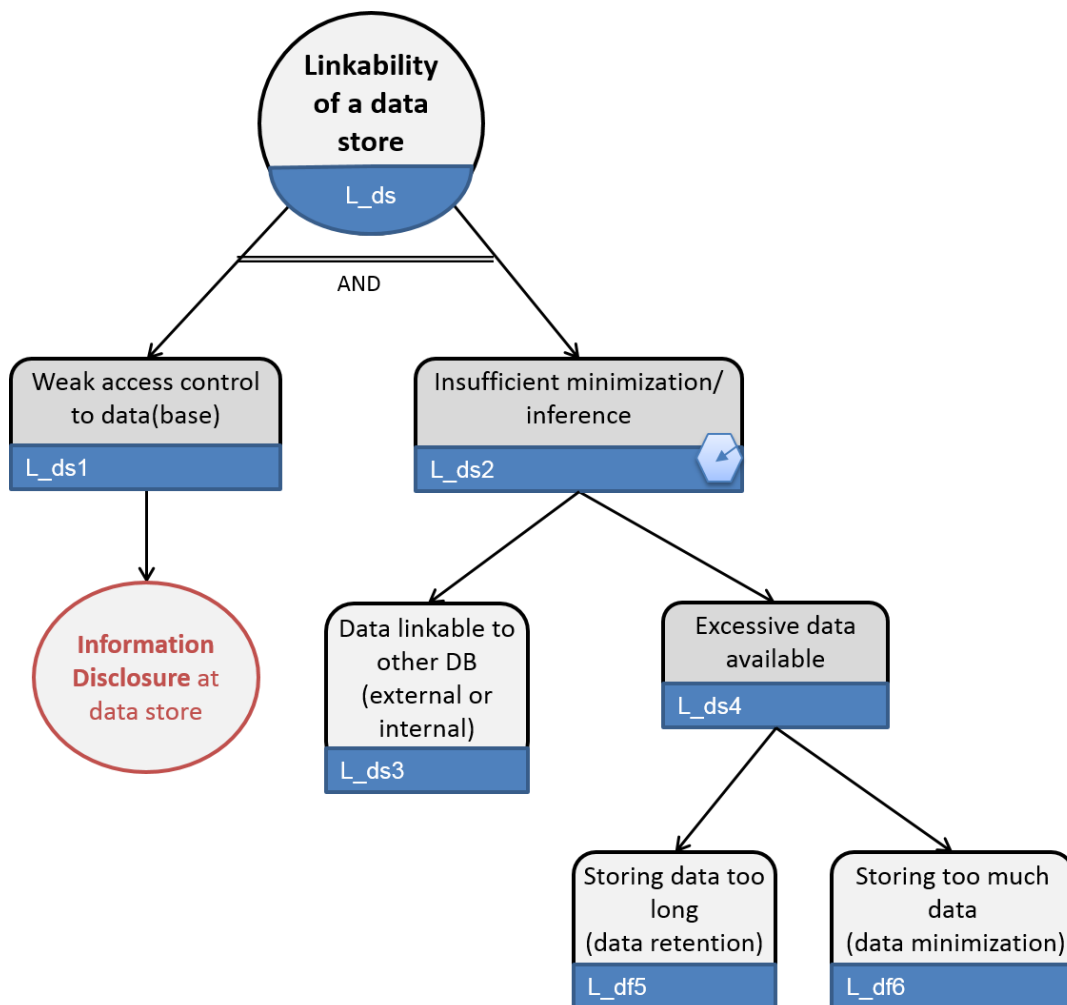 Linkability
of a data
store
L_ds
AND
Weak access control
to data(base)
L_ds1
Insufficient minimization/
inference
L_ds2
Information
Disclosure at
data store
Data linkable to
other DB
(external or
internal)
L_ds3
Excessive data
available
L_ds4
Storing data too
long
(data retention)
L_df5
Storing too much
data
(data minimization)
L_df6